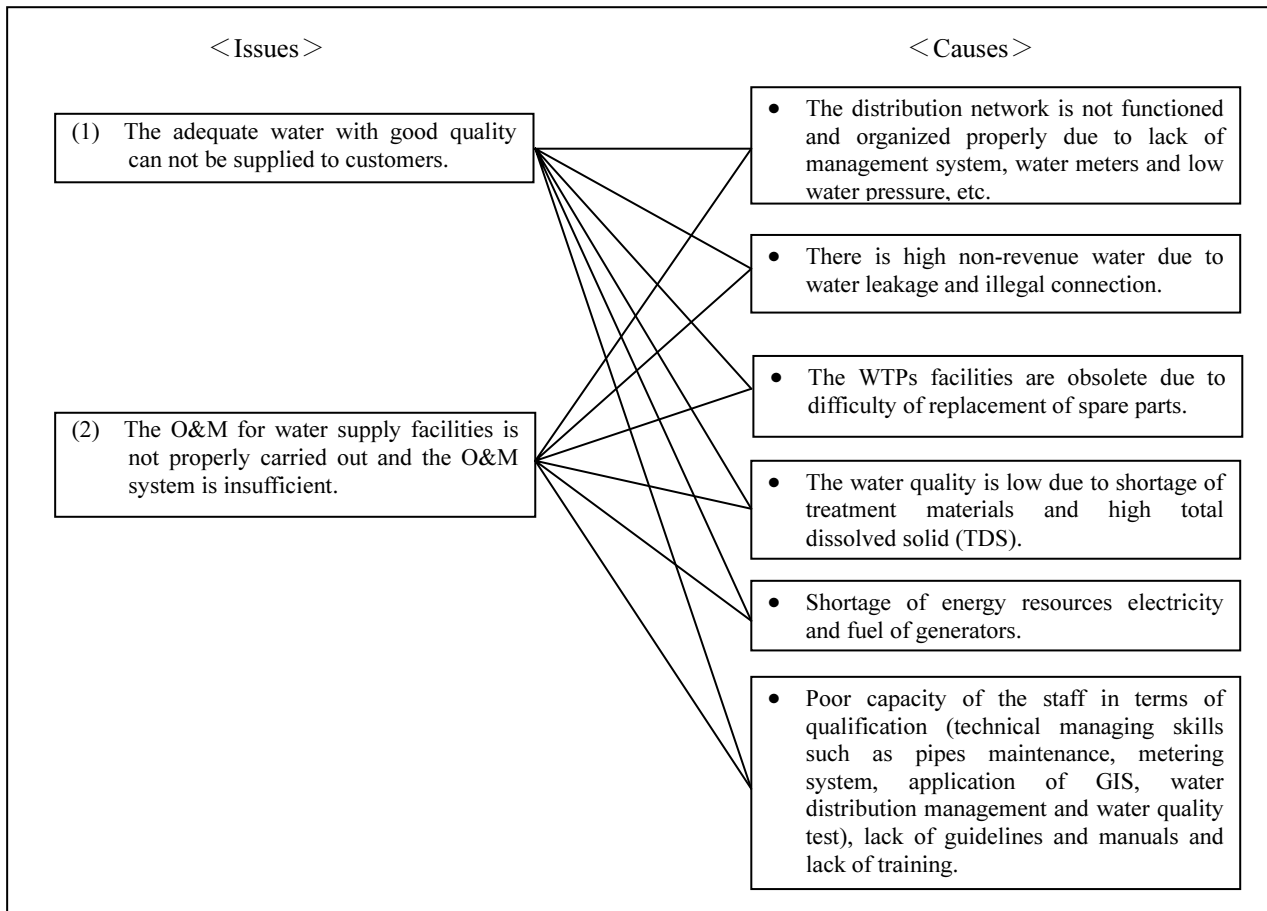 ＜Issues＞
＜Causes＞
(1) The adequate water with good quality
can not be supplied to customers.
(2) The O&M for water supply facilities is
not properly carried out and the O&M
system is insufficient.
● The distribution network is not functioned
and organized properly due to lack of
management system, water meters and low
water pressure, etc.
● There is high non-revenue water due to
water leakage and illegal connection.
● The WTPs facilities are obsolete due to
difficulty of replacement of spare parts.
● The water quality is low due to shortage of
treatment materials and high total
dissolved solid (TDS).
● Shortage of energy resources electricity
and fuel of generators.
● Poor capacity of the staff in terms of
qualification (technical managing skills
such as pipes maintenance, metering
system, application of GIS, water
distribution management and water quality
test), lack of guidelines and manuals and
lack of training.